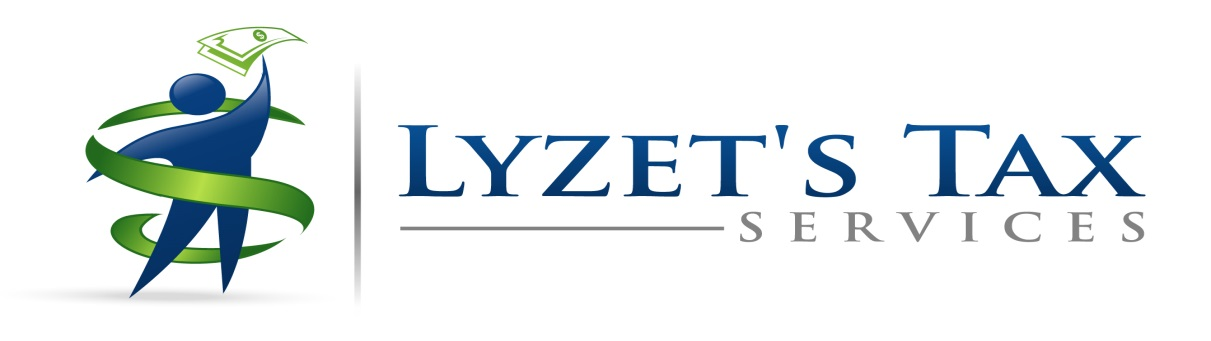 $
LYZET'S TAX
SERVICES